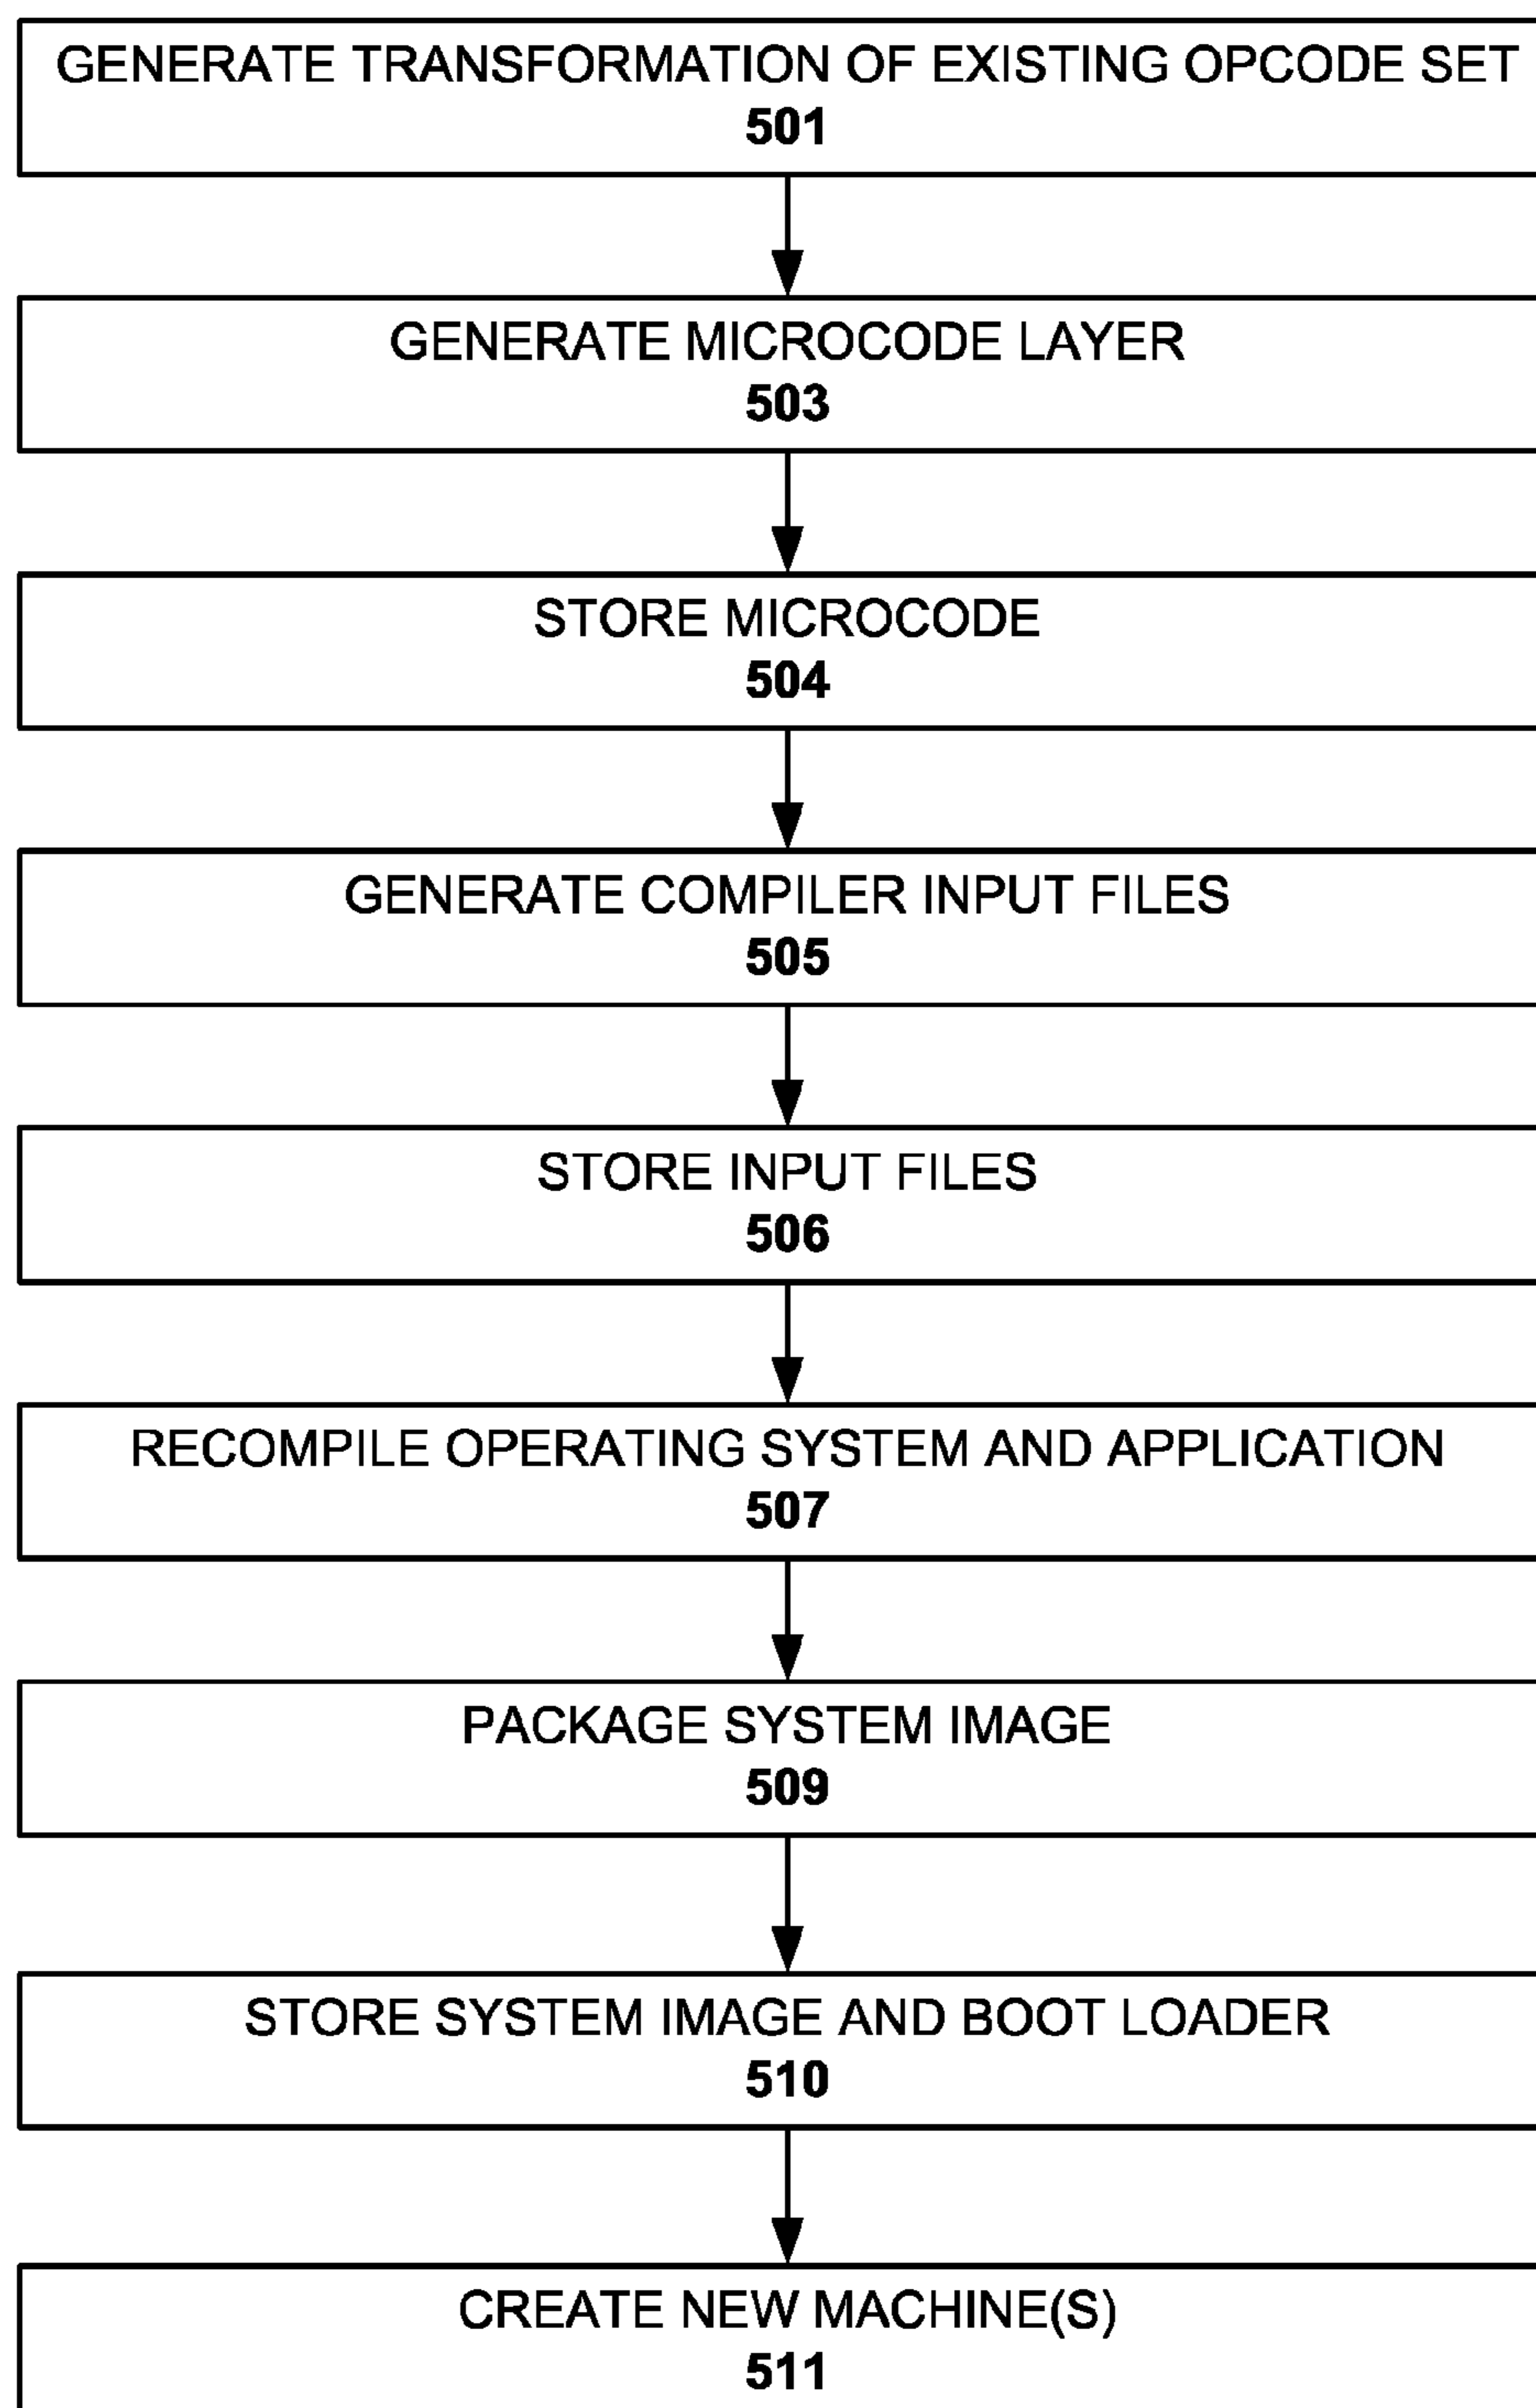 GENERATE TRANSFORMATION OF EXISTING OPCODE SET
501
GENERATE MICROCODE LAYER
503
STORE MICROCODE
504
GENERATE COMPILER INPUT FILES
505
STORE INPUT FILES
506
RECOMPILE OPERATING SYSTEM AND APPLICATION
507
PACKAGE SYSTEM IMAGE
509
STORE SYSTEM IMAGE AND BOOT LOADER
510
CREATE NEW MACHINE(S)
511